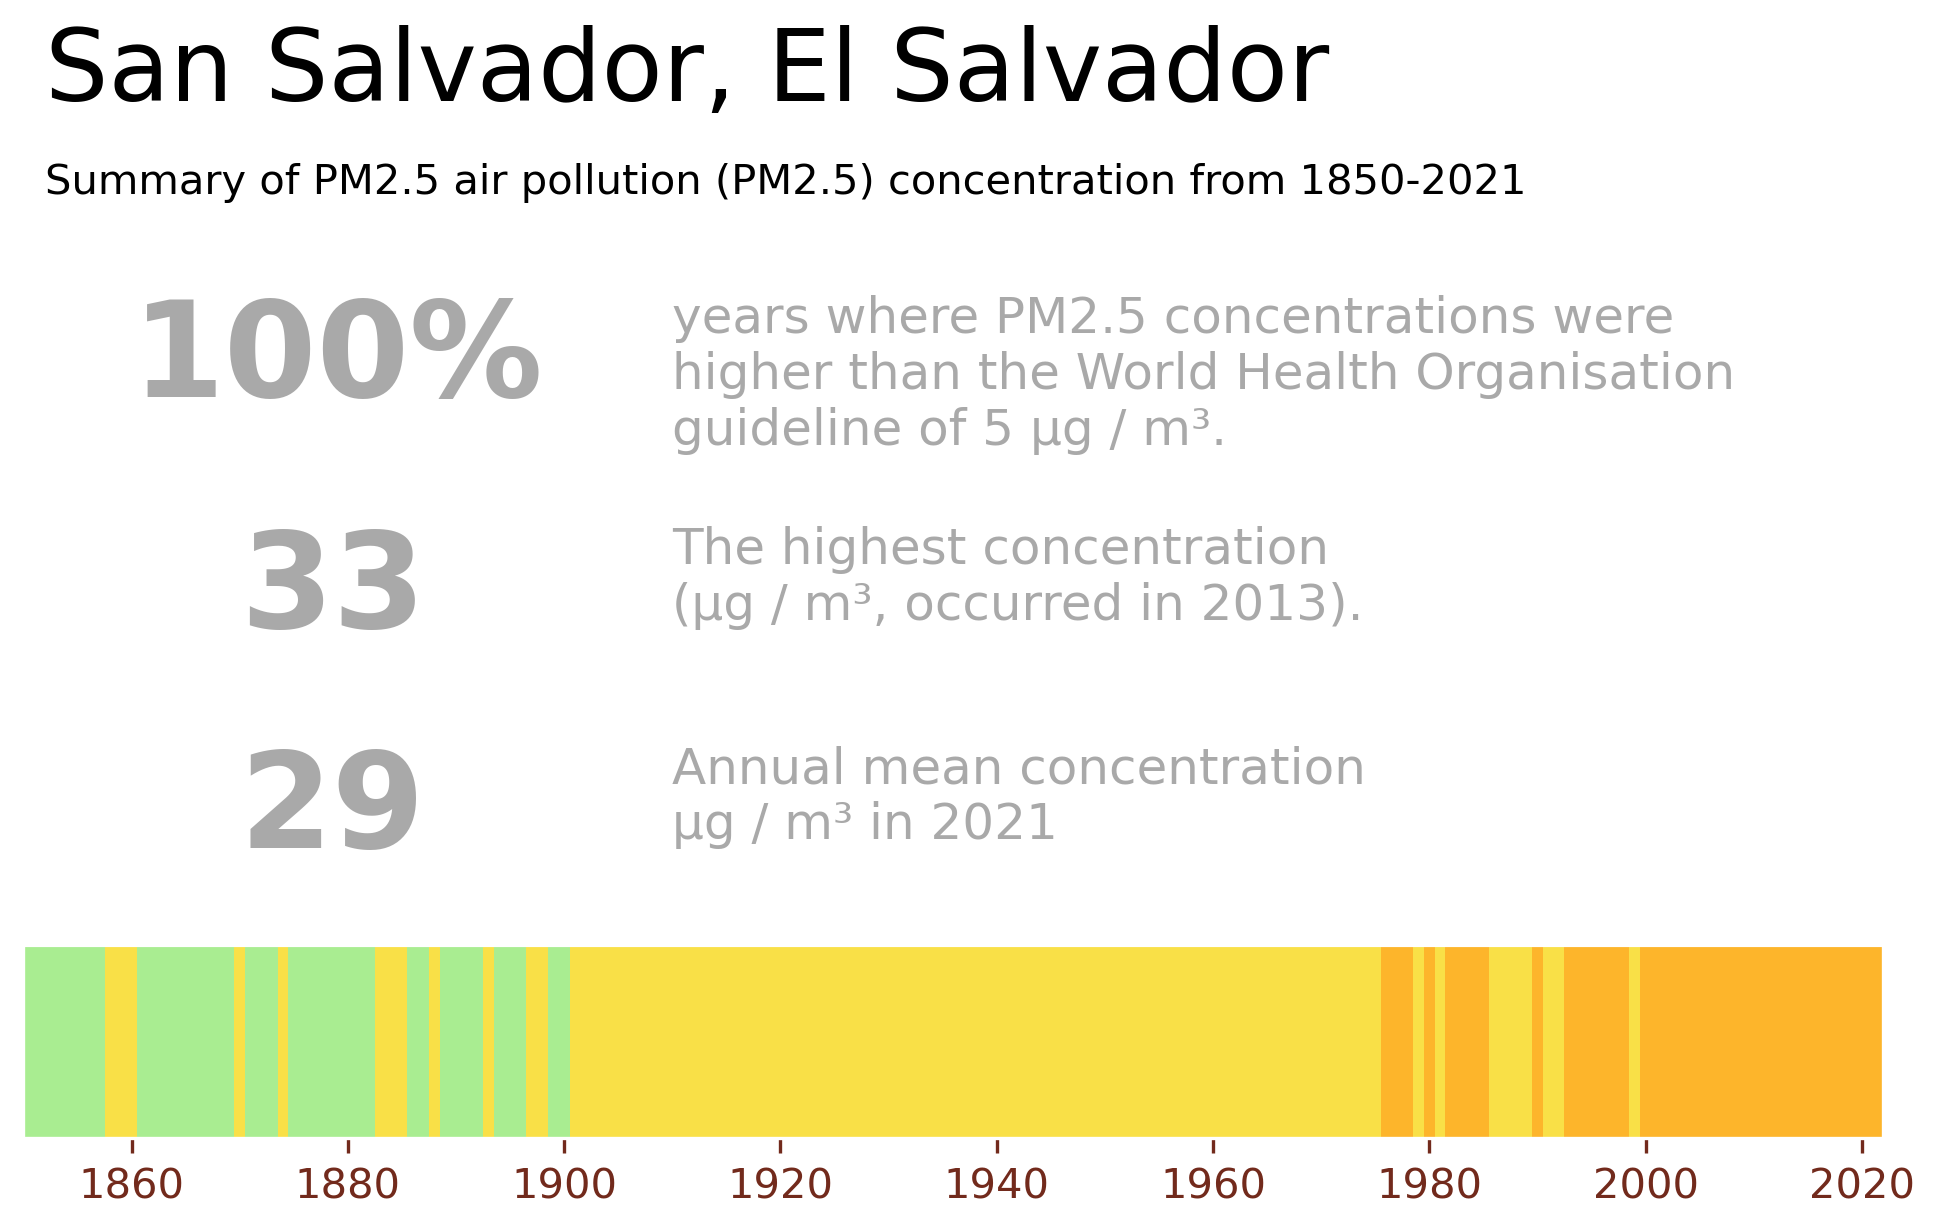 San Salvador, El Salvador
Summary of PM2.5 air pollution (PM2.5) concentration from 1850-2021
100%
years where PM2.5 concentrations were
higher than the World Health Organisation
guideline of 5 µg / m³.
33
The highest concentration
(µg / m³, occurred in 2013).
29
Annual mean concentration
µg / m³ in 2021
1860 1880 1900 1920 1940 1960 1980 2000 2020